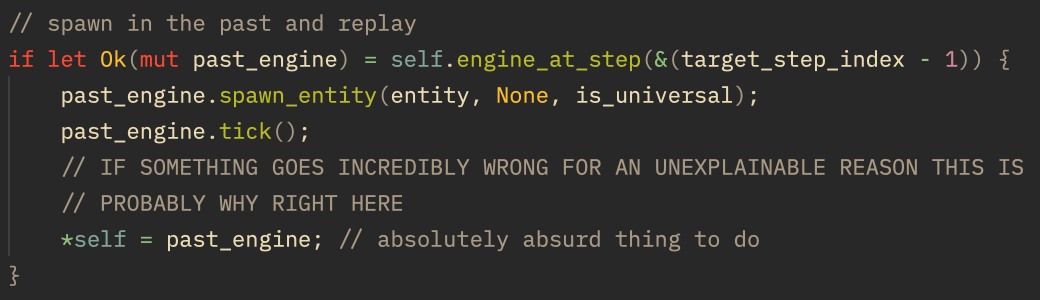 // spawn in the past and replay
if let Ok(mut past_engine) = self.engine_at_step(&(target_step_index - 1)) {
    past_engine.spawn_entity(entity, None, is_universal);
    past_engine.tick();
    // IF SOMETHING GOES INCREDIBLY WRONG FOR AN UNEXPLAINABLE REASON THIS IS
    // PROBABLY WHY RIGHT HERE
    *self = past_engine; // absolutely absurd thing to do
}